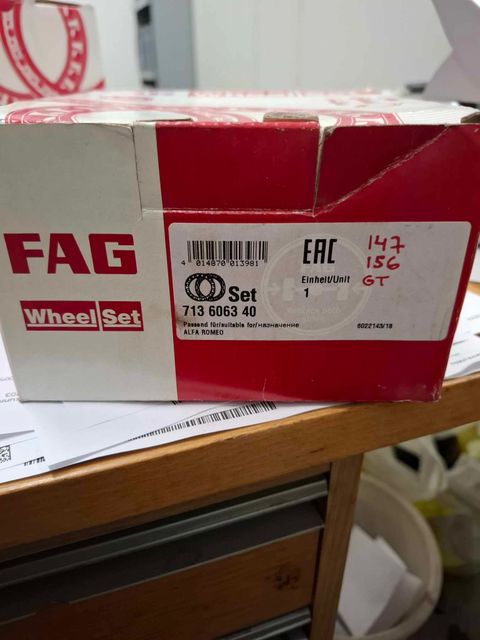 FAG
Wheel Set
4 014870 013981
Set
713 6063 40
Passend für/suitable for/назначение
ALFA ROMEO
EAC
Einheit/Unit
1
147
156
GT
6022143/18